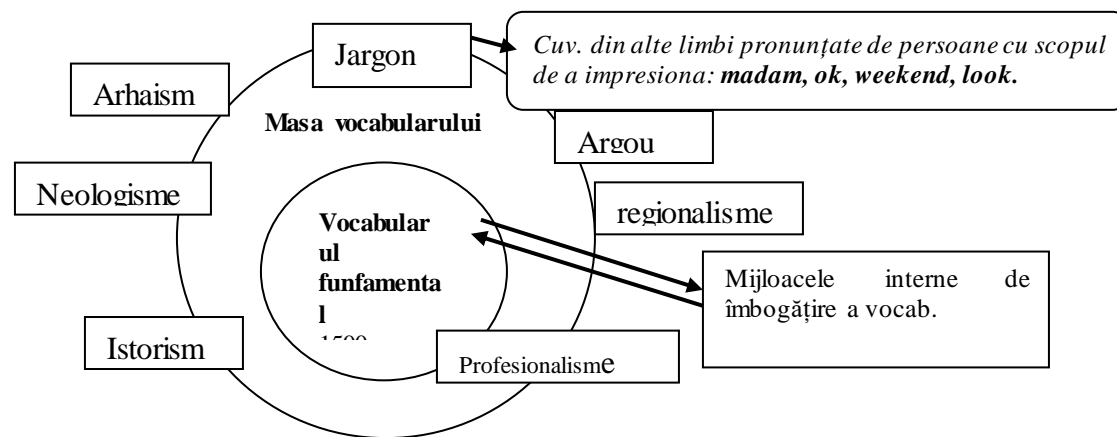 Jargon
Cuv. din alte limbi pronunțate de persoane cu scopul
de a impresiona: madam, ok, weekend, look.
Arhaism
Masa vocabularului
Argou
Neologisme
regionalisme
Vocabular
ul
funfamenta
l
Mijloacele interne de
îmbogățire a vocab.
Istorism
Profesionalisme